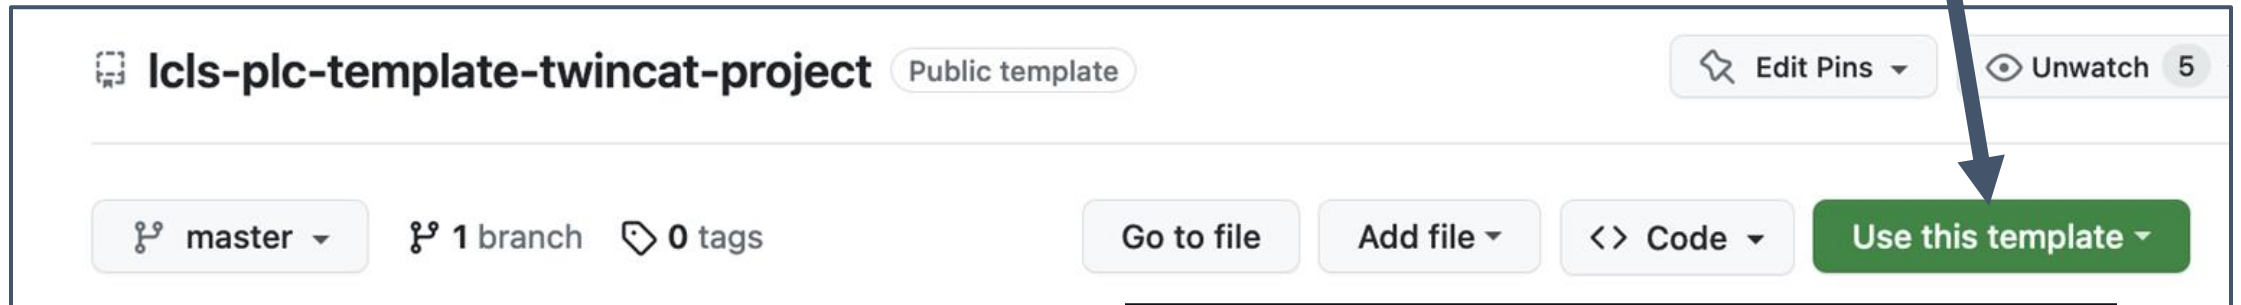 lcls-plc-template-twincat-project Public template Edit Pins Unwatch 5
master 1 branch 0 tags Go to file Add file <> Code Use this template